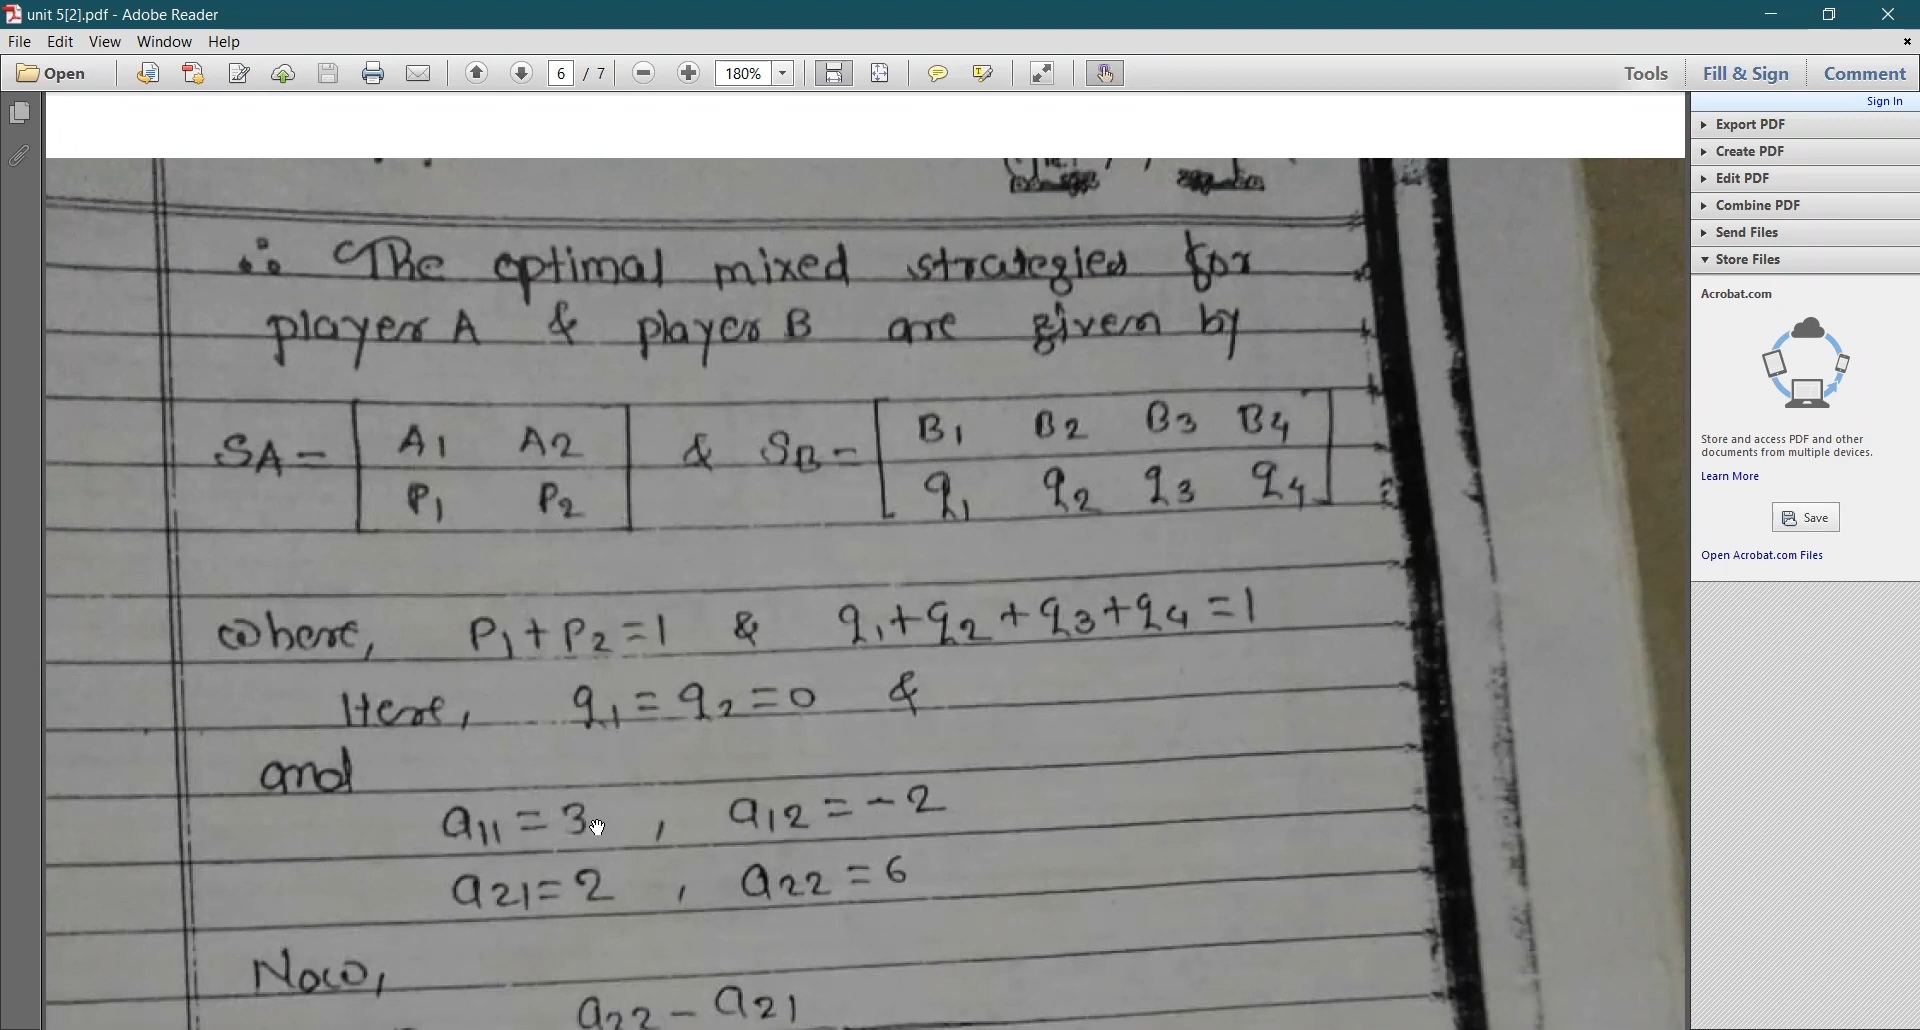 unit 5[2].pdf - Adobe Reader
File Edit View Window Help
Open 6 / 7 180% Tools Fill & Sign Comment
Sign In
Export PDF
Create PDF
Edit PDF
Combine PDF
Send Files
Store Files
Acrobat.com
Store and access PDF and other
documents from multiple devices.
Learn More
Save
Open Acrobat.com Files
∴ The optimal mixed strategies for
player A & player B are given by
SA = [ A1 A2 & SB = [ B1 B2 B3 B4
P1 P2 ] q1 q2 q3 q4 ]
where, P1 + P2 = 1 & q1 + q2 + q3 + q4 = 1
Here, q1 = q2 = 0 &
and
a11 = 3 , a12 = -2
a21 = 2 , a22 = 6
Now,
a22 - a21